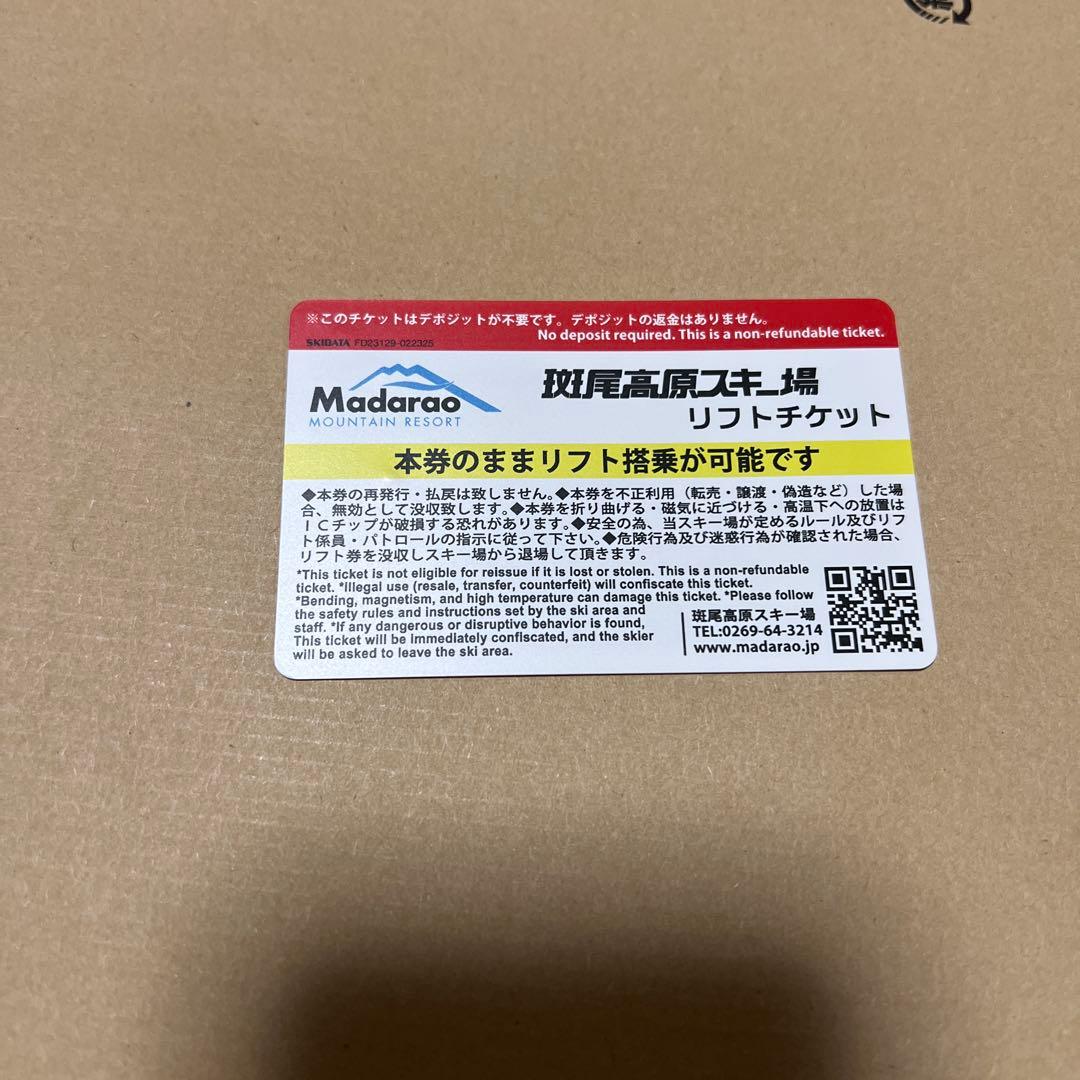 ※このチケットはデポジットが不要です。デポジットの返金はありません。
No deposit required. This is a non-refundable ticket.
SKIDATA FD23129-022325
Madarao
MOUNTAIN RESORT
斑尾高原スキー場
リフトチケット
本券のままリフト搭乗が可能です
◆本券の再発行・払戻は致しません。◆本券を不正利用（転売・譲渡・偽造など）した場
合、無効として没収致します。◆本券を折り曲げる・磁気に近づける・高温下への放置は
ＩＣチップが破損する恐れがあります。◆安全の為、当スキー場が定めるルール及びリフ
ト係員・パトロールの指示に従って下さい。◆危険行為及び迷惑行為が確認された場合、
リフト券を没収しスキー場から退場して頂きます。
*This ticket is not eligible for reissue if it is lost or stolen. This is a non-refundable
ticket. *illegal use (resale, transfer, counterfeit) will confiscate this ticket.
*Bending, magnetism, and high temperature can damage this ticket. *Please follow
the safety rules and instructions set by the ski area and
staff. *If any dangerous or disruptive behavior is found,
This ticket will be immediately confiscated, and the skier
will be asked to leave the ski area.
斑尾高原スキー場
TEL:0269-64-3214
www.madarao.jp